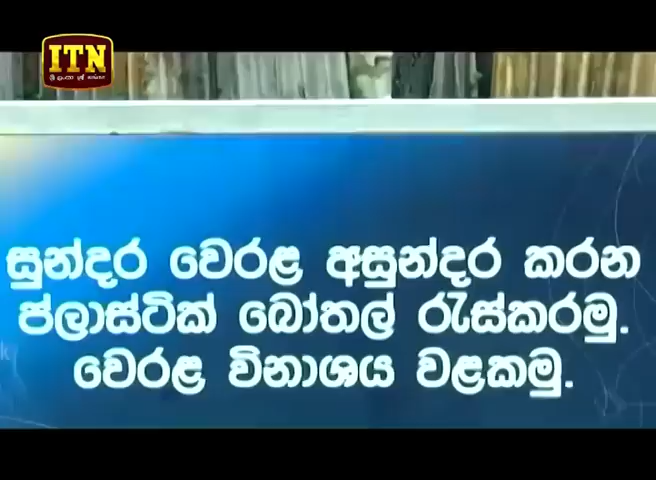 ITN
සුන්දර වෙරළ අසුන්දර කරන
ප්ලාස්ටික් බෝතල් රැස්කරමු.
වෙරළ විනාශය වළකමු.